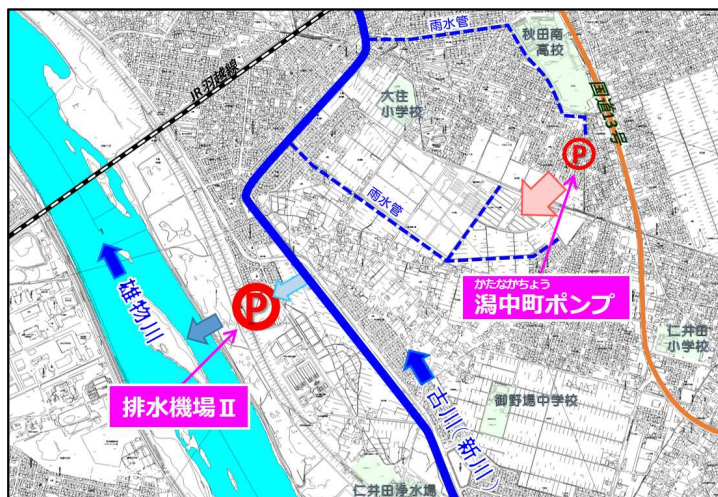 雨水管
秋田南
高校
JR羽越線
大住
小学校
国道13号
P
雨水管
かたなかちょう
潟中町ポンプ
雄物川
P
仁井田
小学校
排水機場Ⅱ
古川(新川)
御野場中学校
仁井田浄水場